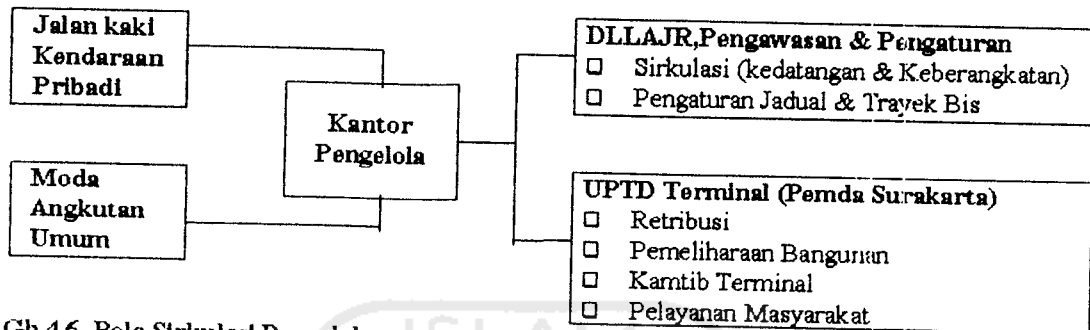 Jalan kaki
Kendaraan
Pribadi
Moda
Angkutan
Umum
Kantor
Pengelola
DLLAJR,Pengawasan & Pengaturan
□ Sirkulasi (kedatangan & Keberangkatan)
□ Pengaturan Jadual & Trayek Bis
UPTD Terminal (Pemda Surakarta)
□ Retribusi
□ Pemeliharaan Bangunan
□ Kamtib Terminal
□ Pelayanan Masyarakat
Gb 4.6. Pola Sirkulasi
ISLA